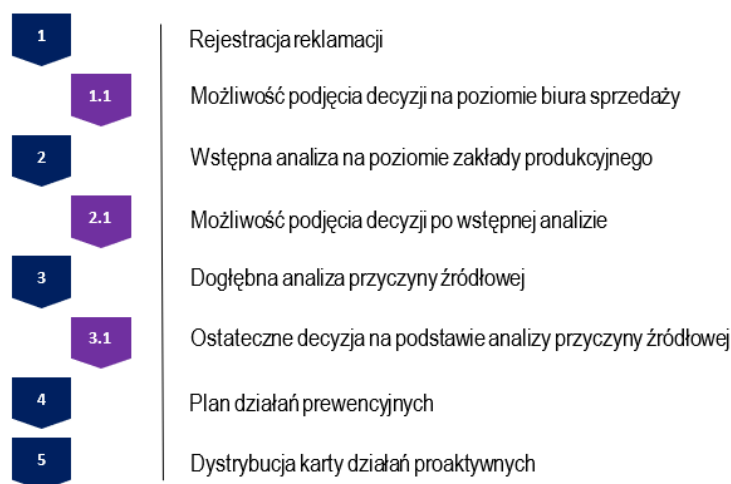 1 Rejestracja reklamacji
1.1 Możliwość podjęcia decyzji na poziomie biura sprzedaży
2 Wstępna analiza na poziomie zakłady produkcyjnego
2.1 Możliwość podjęcia decyzji po wstępnej analizie
3 Dogłębna analiza przyczyny źródłowej
3.1 Ostateczne decyzja na podstawie analizy przyczyny źródłowej
4 Plan działań prewencyjnych
5 Dystrybucja karty działań proaktywnych